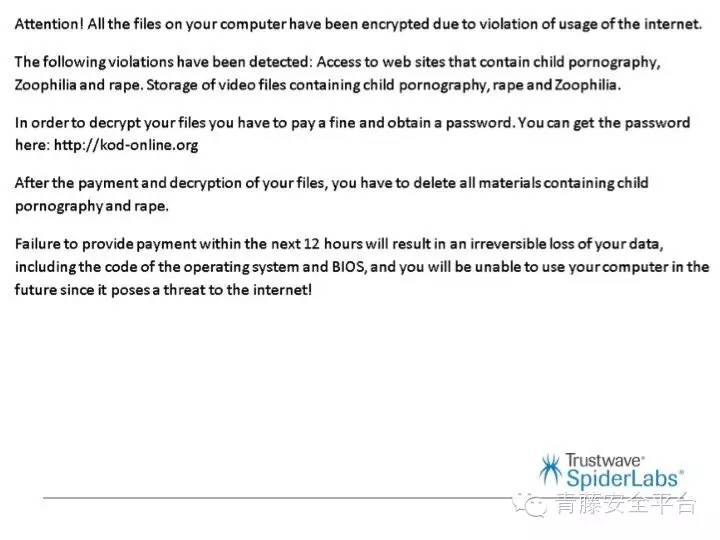 Attention! All the files on your computer have been encrypted due to violation of usage of the internet.
The following violations have been detected: Access to web sites that contain child pornography,
Zoophilia and rape. Storage of video files containing child pornography, rape and Zoophilia.
In order to decrypt your files you have to pay a fine and obtain a password. You can get the password
here: http://kod-online.org
After the payment and decryption of your files, you have to delete all materials containing child
pornography and rape.
Failure to provide payment within the next 12 hours will result in an irreversible loss of your data,
including the code of the operating system and BIOS, and you will be unable to use your computer in the
future since it poses a threat to the internet!
Trustwave®
SpiderLabs®
青藤安全平台